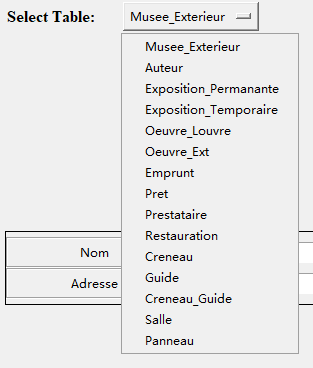 Select Table: Musee_Exterieur
Musee_Exterieur
Auteur
Exposition_Permanante
Exposition_Temporaire
Oeuvre_Louvre
Oeuvre_Ext
Emprunt
Pret
Prestataire
Restauration
Creneau
Nom
Guide
Adresse
Creneau_Guide
Salle
Panneau